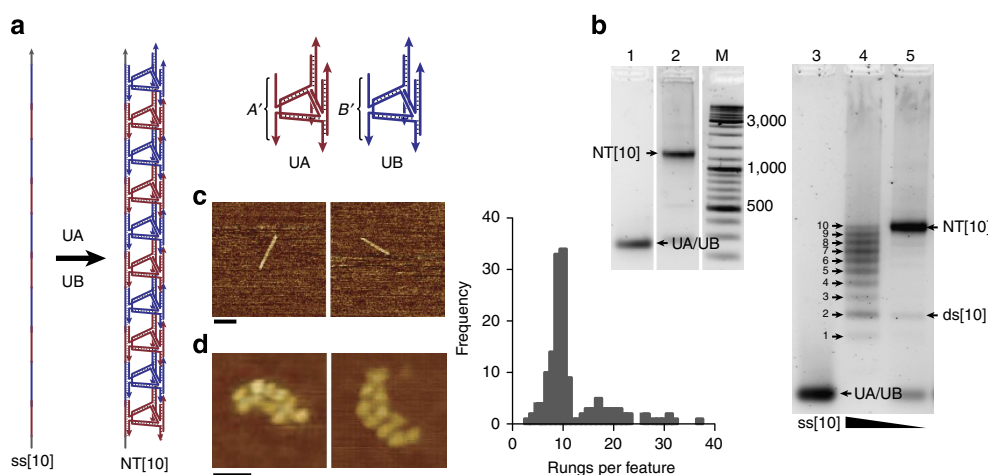 a
ss[10]
UA
UB
NT[10]
A′
UA
B′
UB
b
1 2 M
NT[10]
3,000
1,000
500
UA/UB
3 4 5
10
9
8
7
6
5
4
3
2
1
NT[10]
ds[10]
UA/UB
ss[10]
c
d
Frequency
40
30
20
10
0
0 10 20 30 40
Rungs per feature